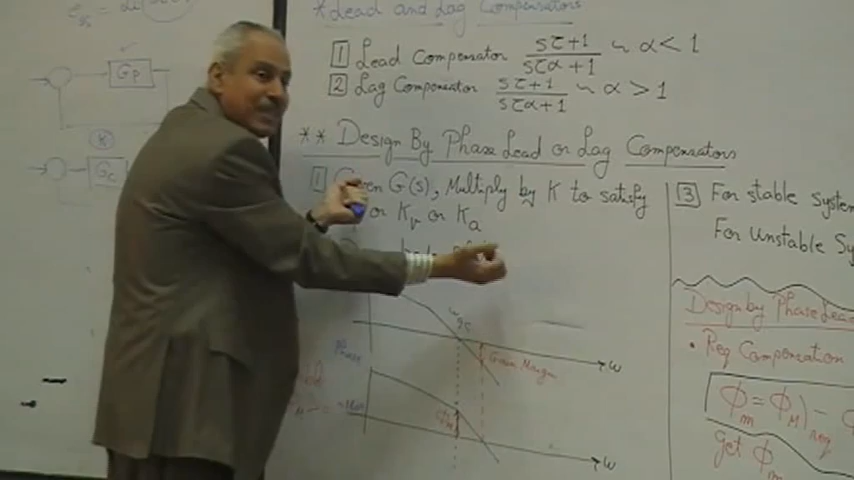 *Lead and Lag Compensators
1 Lead Compensator sτ+1 / sτα+1 ~ α<1
2 Lag Compensator sτ+1 / sτα+1 ~ α>1
** Design By Phase Lead or Lag Compensators
1 G(s), Multiply by K to satisfy
or Kv or Ka
ωgc
Gain Margin
ω
Phase
ω
GP
K
Gc
3 For stable System
For Unstable Sy
Design by Phase Lead
• Req Compensation
Φm = ΦM)req −
get Φm